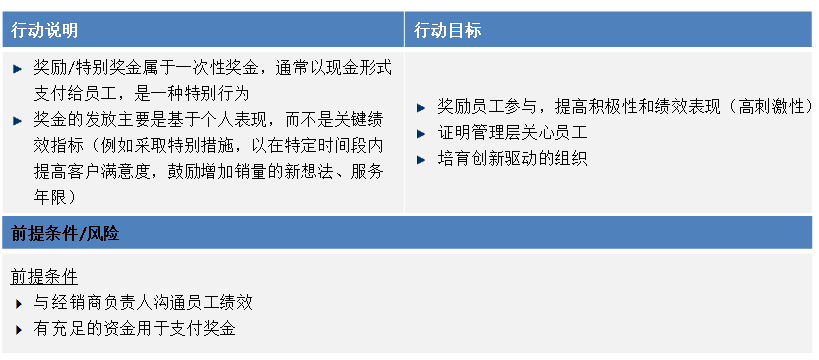 行动说明
行动目标
奖励/特别奖金属于一次性奖金，通常以现金形式
支付给员工，是一种特别行为
奖金的发放主要是基于个人表现，而不是关键绩
效指标（例如采取特别措施，以在特定时间段内
提高客户满意度，鼓励增加销量的新想法、服务
年限）
奖励员工参与，提高积极性和绩效表现（高刺激性）
证明管理层关心员工
培育创新驱动的组织
前提条件/风险
前提条件
与经销商负责人沟通员工绩效
有充足的资金用于支付奖金